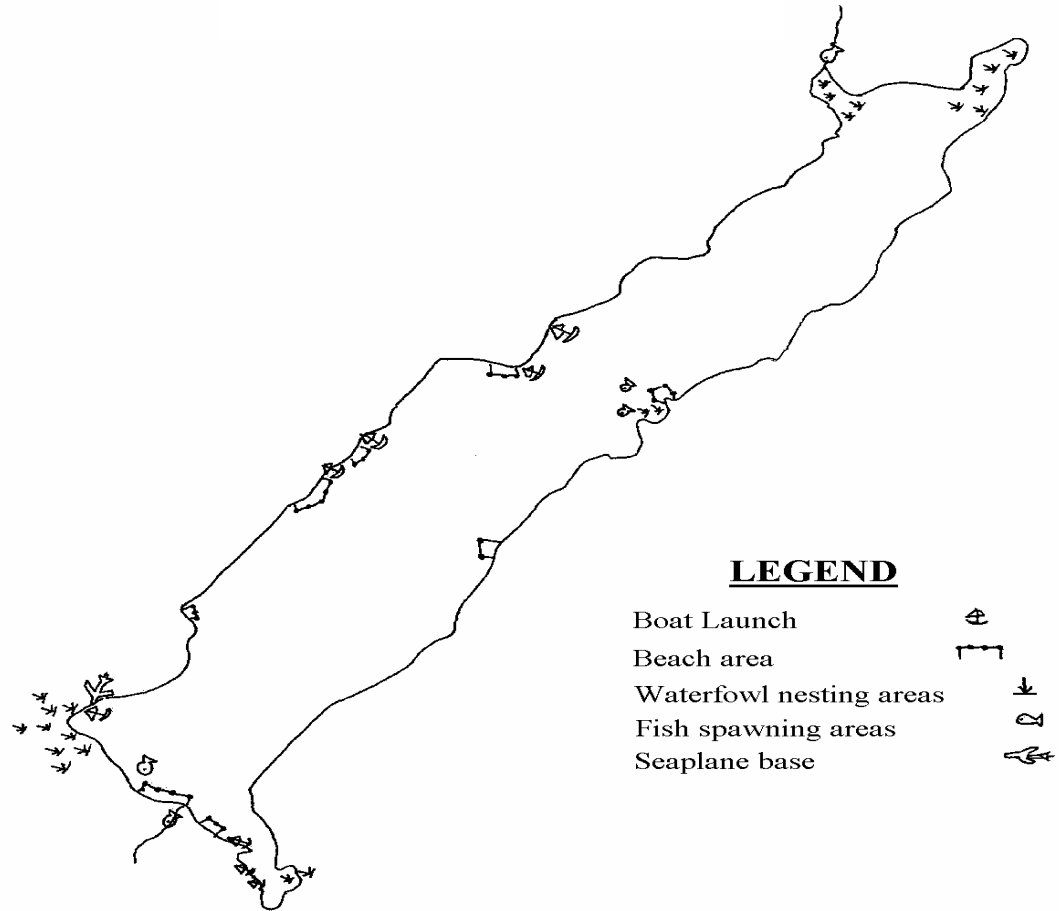 LEGEND
Boat Launch
Beach area
Waterfowl nesting areas
Fish spawning areas
Seaplane base